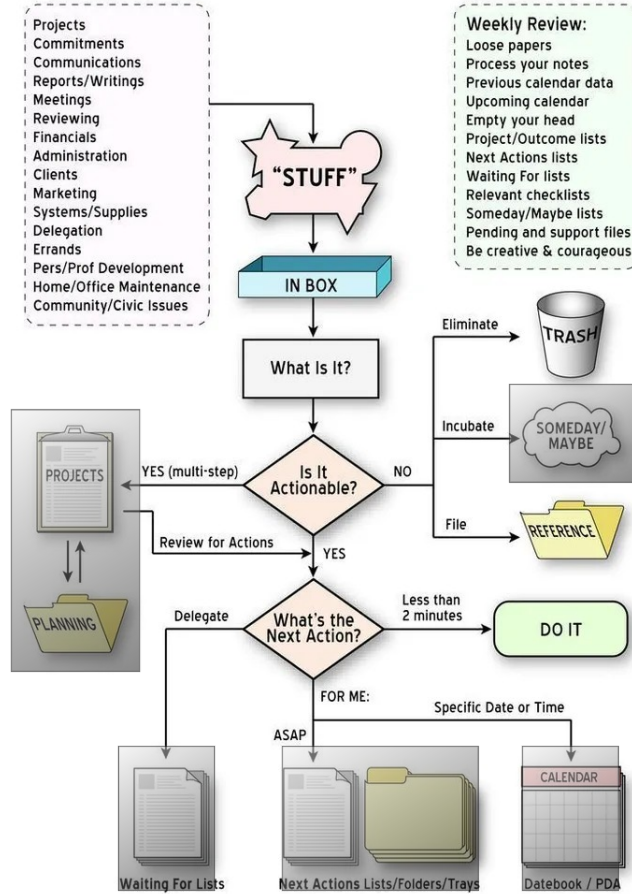 Projects
Commitments
Communications
Reports/Writings
Meetings
Reviewing
Financials
Administration
Clients
Marketing
Systems/Supplies
Delegation
Errands
Pers/Prof Development
Home/Office Maintenance
Community/Civic Issues
Weekly Review:
Loose papers
Process your notes
Previous calendar data
Upcoming calendar
Empty your head
Project/Outcome lists
Next Actions lists
Waiting For lists
Relevant checklists
Someday/Maybe lists
Pending and support files
Be creative & courageous
"STUFF"
IN BOX
What Is It?
Eliminate
TRASH
Incubate
SOMEDAY/
MAYBE
Is It
Actionable?
NO
YES (multi-step)
PROJECTS
File
REFERENCE
Review for Actions
YES
PLANNING
Delegate
What's the
Next Action?
Less than
2 minutes
DO IT
FOR ME:
Specific Date or Time
ASAP
CALENDAR
Waiting For Lists
Next Actions Lists/Folders/Trays
Datebook / PDA